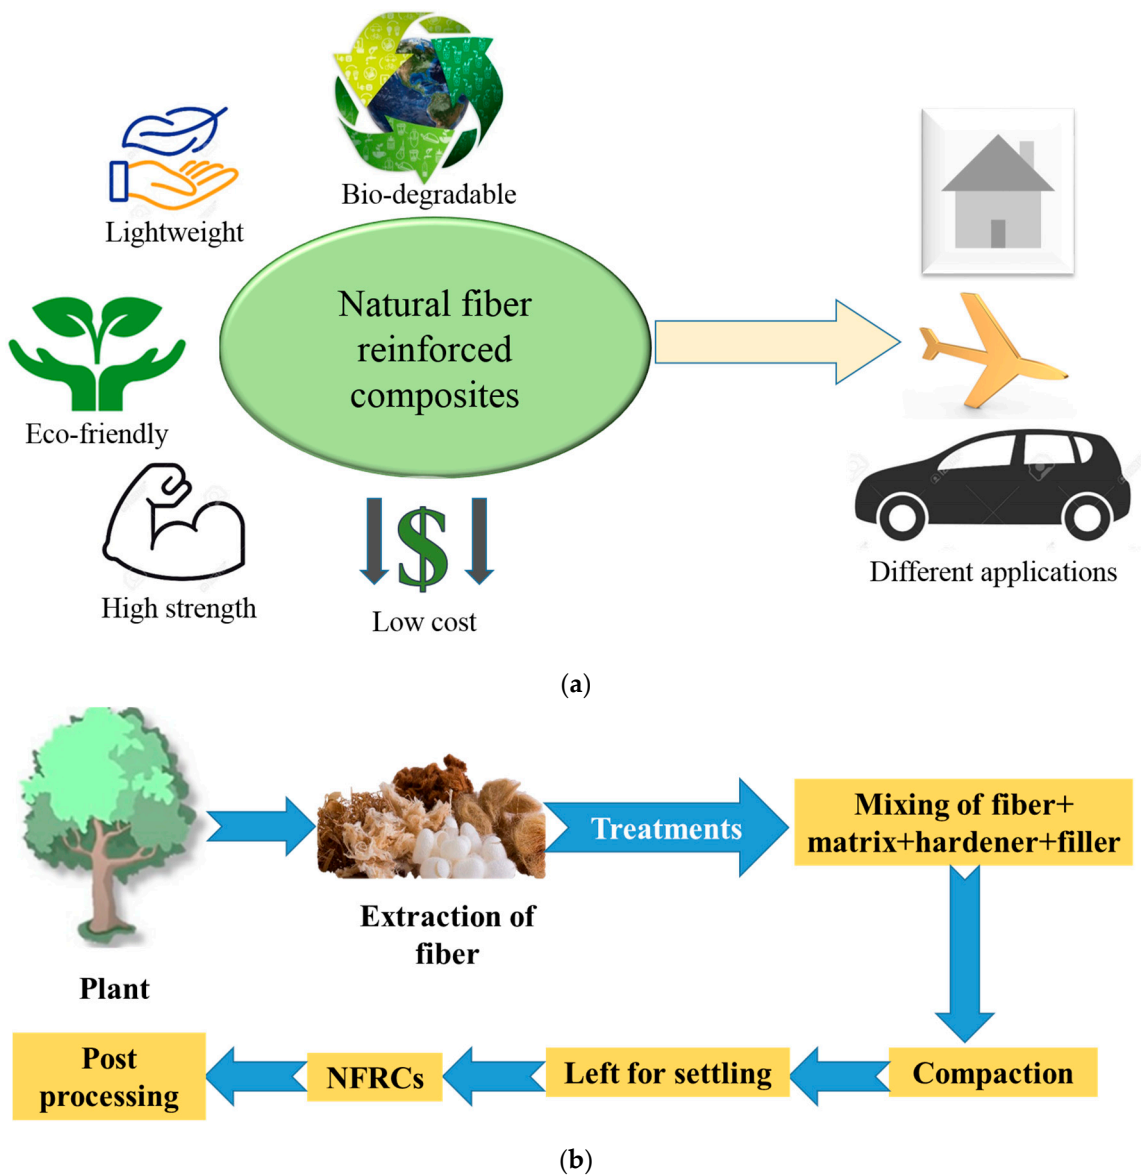 Bio-degradable
Lightweight
Natural fiber
reinforced
composites
Eco-friendly
High strength
$
Low cost
Different applications
(a)
Treatments
Mixing of fiber+
matrix+hardener+filler
Extraction of
fiber
Plant
Compaction
Left for settling
NFRCs
Post
processing
(b)